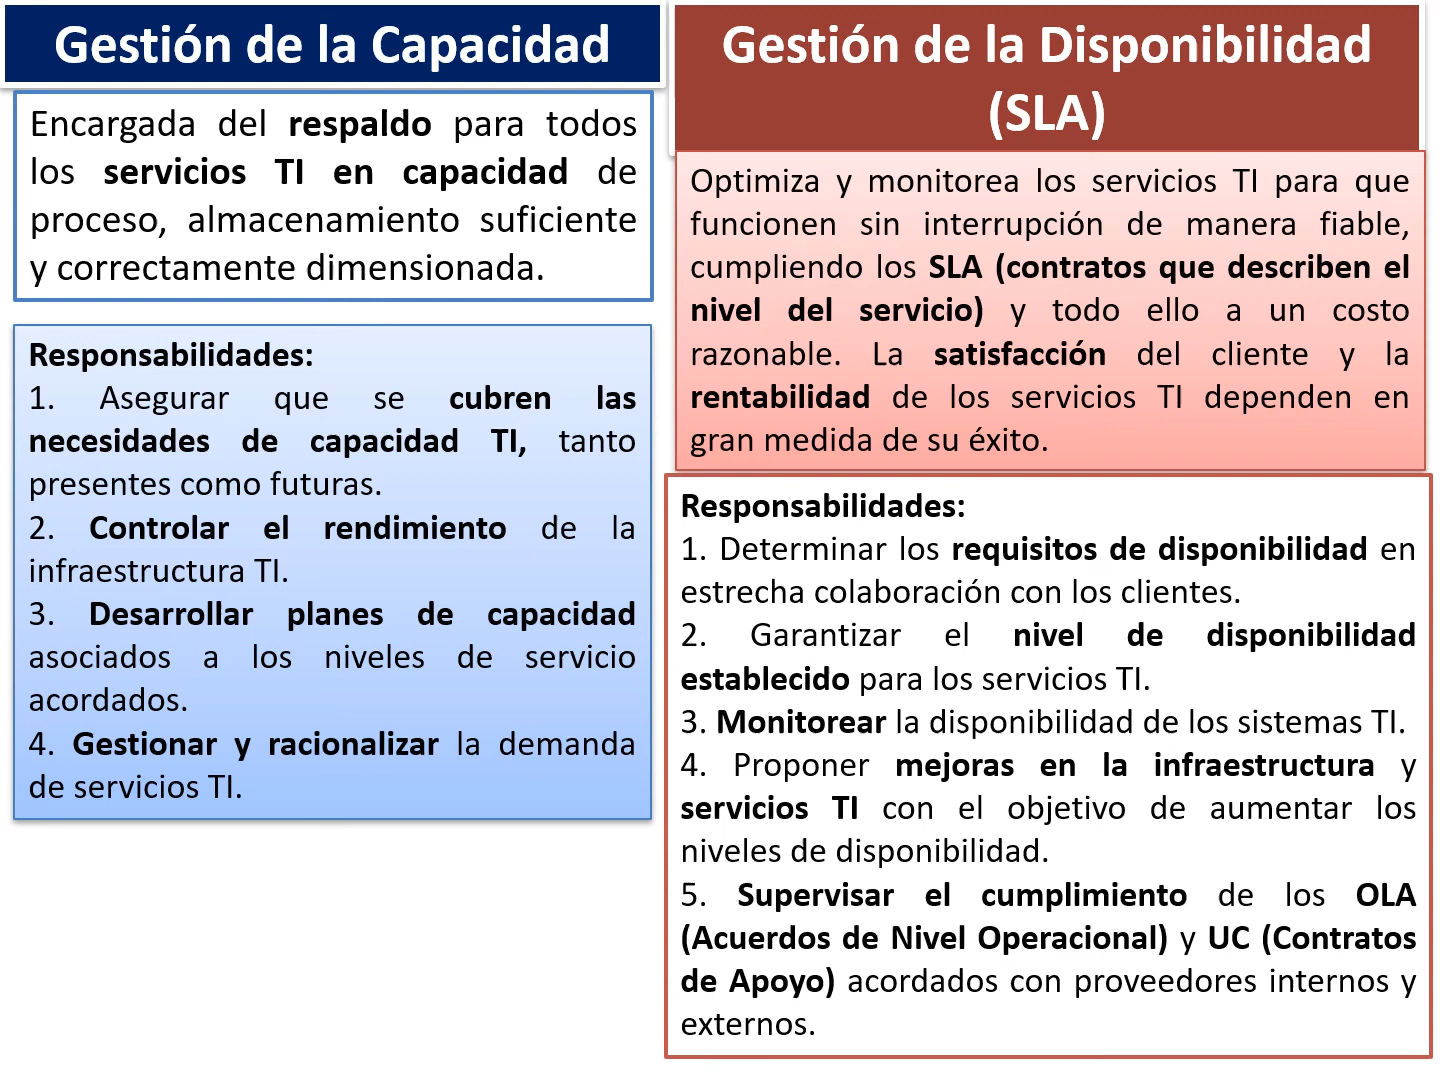 Gestión de la Capacidad
Encargada del respaldo para todos
los servicios TI en capacidad de
proceso, almacenamiento suficiente
y correctamente dimensionada.
Responsabilidades:
1. Asegurar que se cubren las
necesidades de capacidad TI, tanto
presentes como futuras.
2. Controlar el rendimiento de la
infraestructura TI.
3. Desarrollar planes de capacidad
asociados a los niveles de servicio
acordados.
4. Gestionar y racionalizar la demanda
de servicios TI.
Gestión de la Disponibilidad
(SLA)
Optimiza y monitorea los servicios TI para que
funcionen sin interrupción de manera fiable,
cumpliendo los SLA (contratos que describen el
nivel del servicio) y todo ello a un costo
razonable. La satisfacción del cliente y la
rentabilidad de los servicios TI dependen en
gran medida de su éxito.
Responsabilidades:
1. Determinar los requisitos de disponibilidad en
estrecha colaboración con los clientes.
2. Garantizar el nivel de disponibilidad
establecido para los servicios TI.
3. Monitorear la disponibilidad de los sistemas TI.
4. Proponer mejoras en la infraestructura y
servicios TI con el objetivo de aumentar los
niveles de disponibilidad.
5. Supervisar el cumplimiento de los OLA
(Acuerdos de Nivel Operacional) y UC (Contratos
de Apoyo) acordados con proveedores internos y
externos.